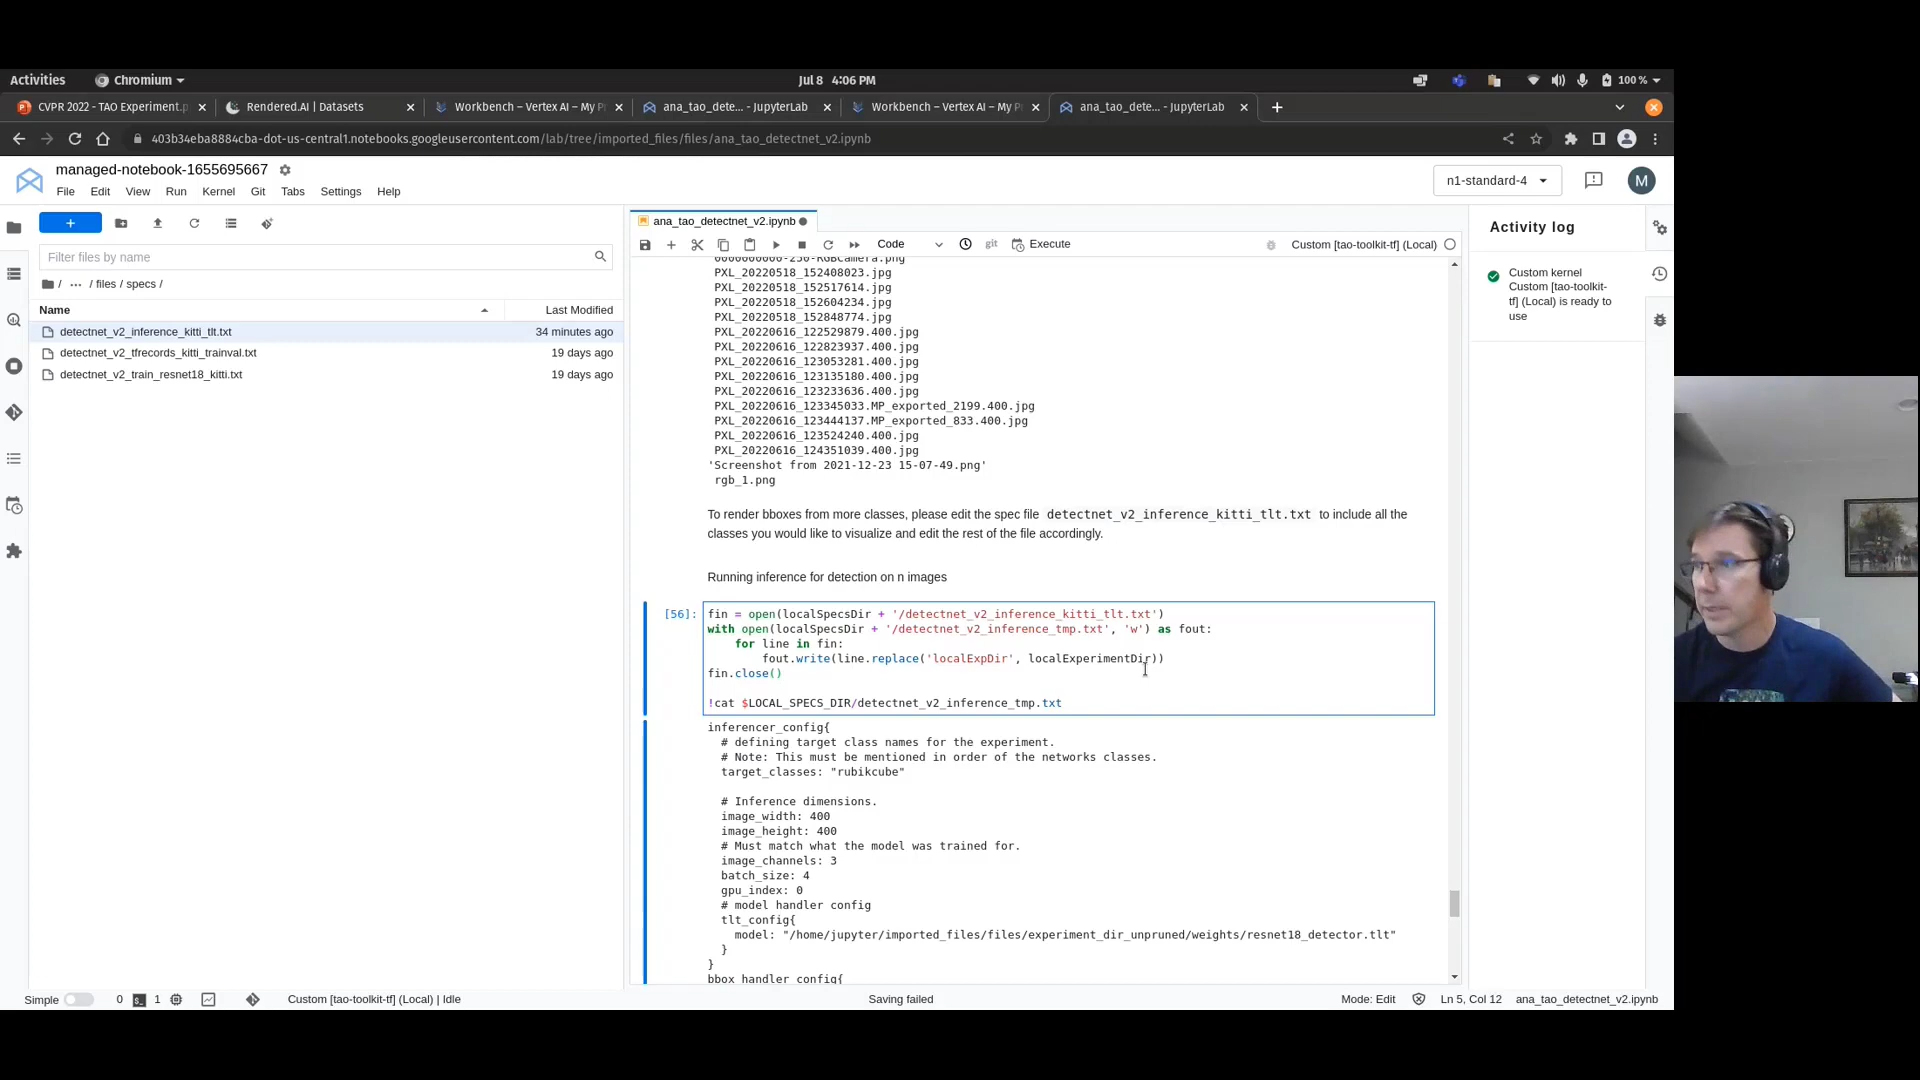 Activities
Chromium
Jul 8 4:06 PM
100 %
CVPR 2022 - TAO Experiment.p
Rendered.AI | Datasets
Workbench – Vertex AI – My P
ana_tao_dete... - JupyterLab
Workbench – Vertex AI – My P
ana_tao_dete... - JupyterLab
403b34eba8884cba-dot-us-central1.notebooks.googleusercontent.com/lab/tree/imported_files/files/ana_tao_detectnet_v2.ipynb
managed-notebook-1655695667
File Edit View Run Kernel Git Tabs Settings Help
n1-standard-4
M
Filter files by name
/ ... / files / specs /
Name Last Modified
detectnet_v2_inference_kitti_tlt.txt 34 minutes ago
detectnet_v2_tfrecords_kitti_trainval.txt 19 days ago
detectnet_v2_train_resnet18_kitti.txt 19 days ago
ana_tao_detectnet_v2.ipynb
Code
git
Execute
Custom [tao-toolkit-tf] (Local)
0000000000-250-RGBCamera.png
PXL_20220518_152408023.jpg
PXL_20220518_152517614.jpg
PXL_20220518_152604234.jpg
PXL_20220518_152848774.jpg
PXL_20220616_122529879.400.jpg
PXL_20220616_122823937.400.jpg
PXL_20220616_123053281.400.jpg
PXL_20220616_123135180.400.jpg
PXL_20220616_123233636.400.jpg
PXL_20220616_123345033.MP_exported_2199.400.jpg
PXL_20220616_123444137.MP_exported_833.400.jpg
PXL_20220616_123524240.400.jpg
PXL_20220616_124351039.400.jpg
'Screenshot from 2021-12-23 15-07-49.png'
rgb_1.png
To render bboxes from more classes, please edit the spec file detectnet_v2_inference_kitti_tlt.txt to include all the
classes you would like to visualize and edit the rest of the file accordingly.
Running inference for detection on n images
[56]: fin = open(localSpecsDir + '/detectnet_v2_inference_kitti_tlt.txt')
with open(localSpecsDir + '/detectnet_v2_inference_tmp.txt', 'w') as fout:
    for line in fin:
        fout.write(line.replace('localExpDir', localExperimentDir))
fin.close()
!cat $LOCAL_SPECS_DIR/detectnet_v2_inference_tmp.txt
inferencer_config{
  # defining target class names for the experiment.
  # Note: This must be mentioned in order of the networks classes.
  target_classes: "rubikcube"
  # Inference dimensions.
  image_width: 400
  image_height: 400
  # Must match what the model was trained for.
  image_channels: 3
  batch_size: 4
  gpu_index: 0
  # model handler config
  tlt_config{
    model: "/home/jupyter/imported_files/files/experiment_dir_unpruned/weights/resnet18_detector.tlt"
  }
}
bbox_handler_config{
Activity log
Custom kernel
Custom [tao-toolkit-
tf] (Local) is ready to
use
Simple 0 1 Custom [tao-toolkit-tf] (Local) | Idle Saving failed Mode: Edit Ln 5, Col 12 ana_tao_detectnet_v2.ipynb